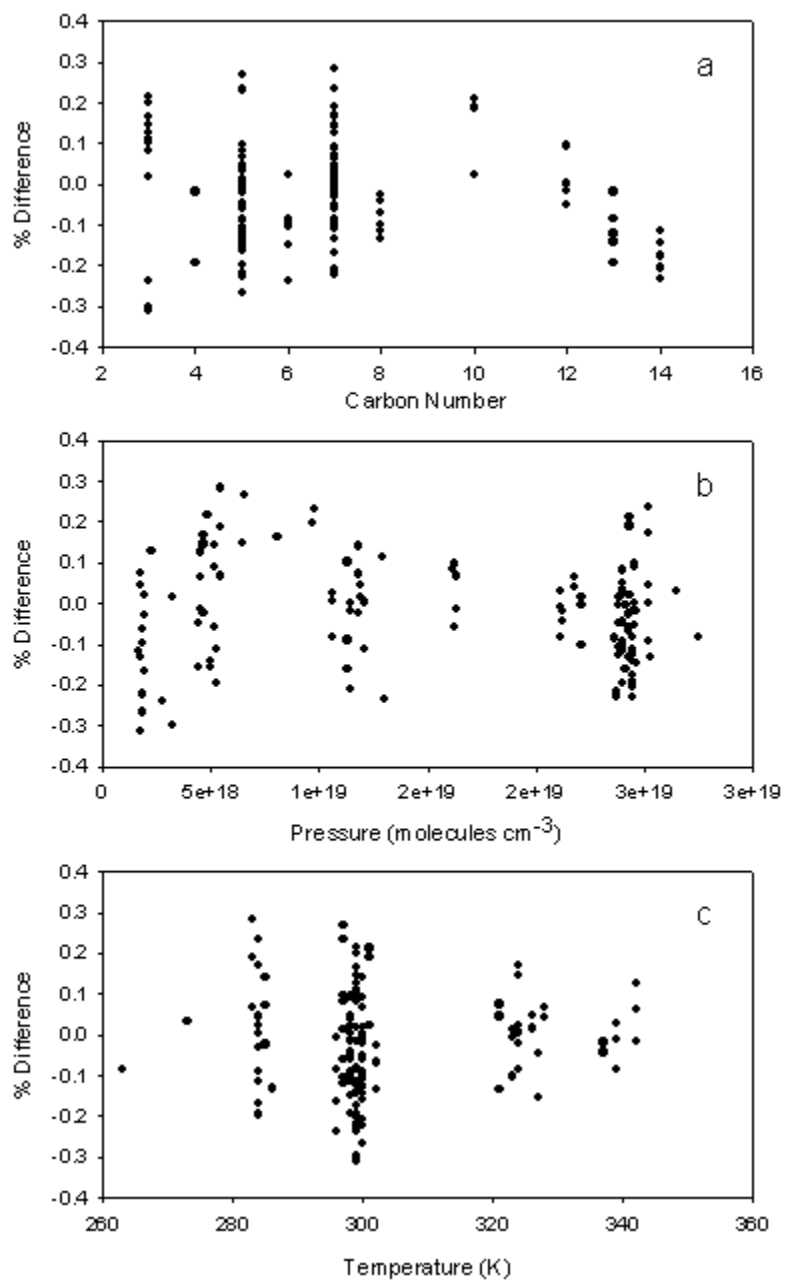 0.4
a
0.3
0.2
0.1
0.0
-0.1
-0.2
-0.3
-0.4
% Difference
2 4 6 8 10 12 14 16
Carbon Number
0.4
b
0.3
0.2
0.1
0.0
-0.1
-0.2
-0.3
-0.4
% Difference
0 5e+18 1e+19 2e+19 2e+19 3e+19 3e+19
Pressure (molecules cm-3)
0.4
c
0.3
0.2
0.1
0.0
-0.1
-0.2
-0.3
-0.4
% Difference
260 280 300 320 340 360
Temperature (K)